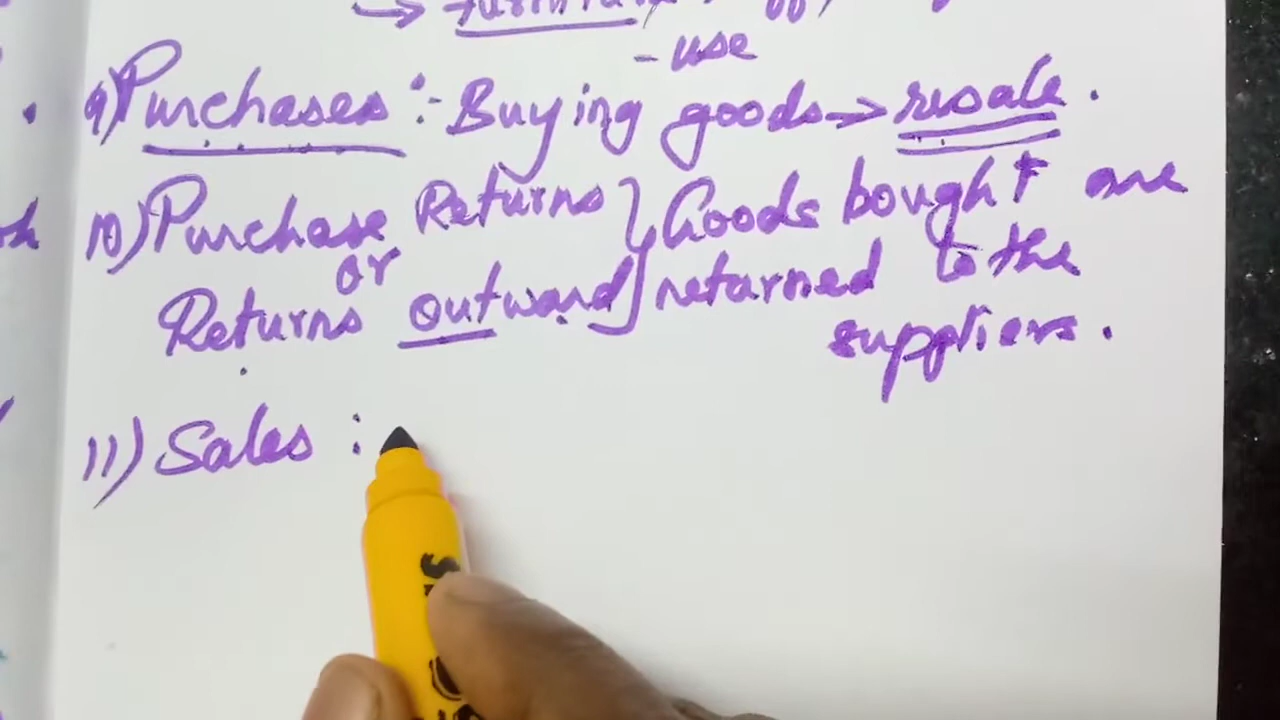 - use
9) Purchases :- Buying goods → resale.
10) Purchase Returns } Goods bought are
or
Returns outward } returned to the
suppliers.
11) Sales :